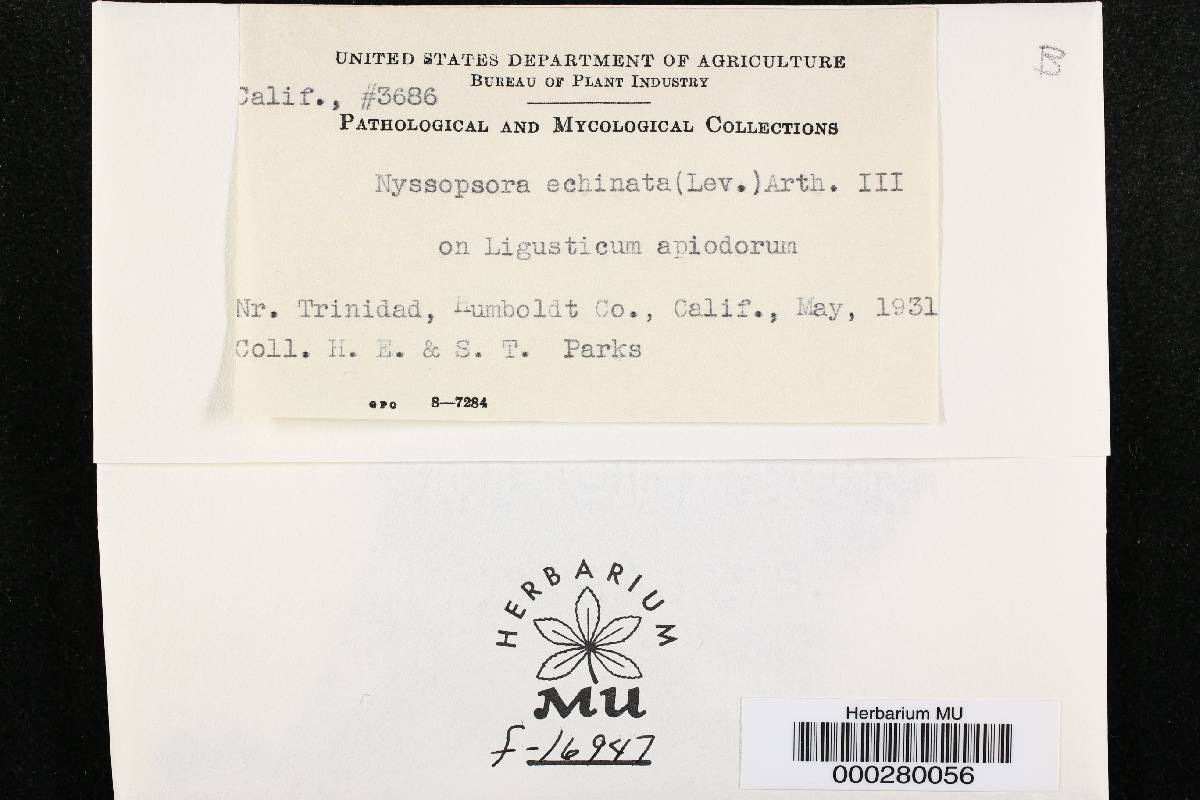 UNITED STATES DEPARTMENT OF AGRICULTURE
BUREAU OF PLANT INDUSTRY
Calif., #3686
PATHOLOGICAL AND MYCOLOGICAL COLLECTIONS
Nyssopsora echinata(Lev.)Arth. III
on Ligusticum apiodorum
Nr. Trinidad, Humboldt Co., Calif., May, 1931
Coll. H. E. & S. T. Parks
GPO 8—7284
B
HERBARIUM
MU
f-16947
Herbarium MU
000280056